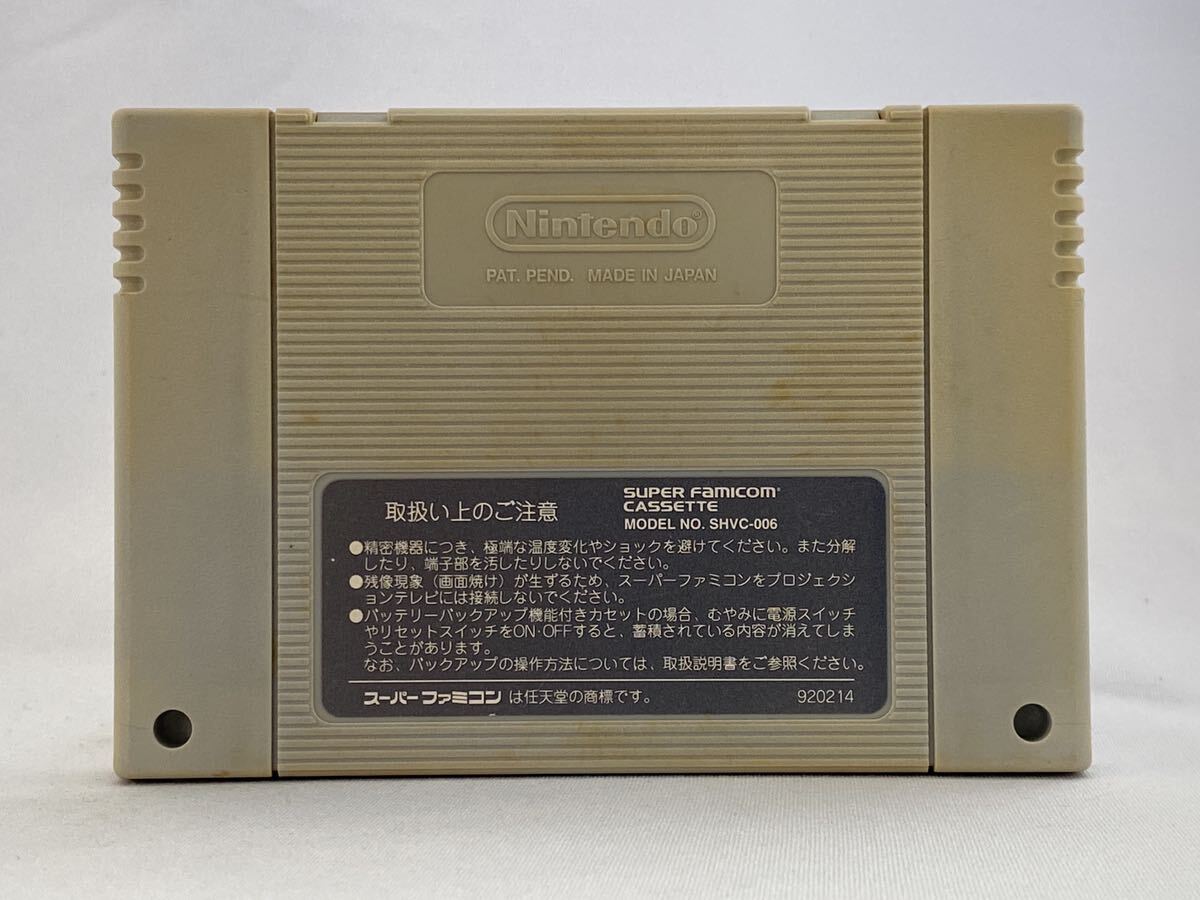 Nintendo®
PAT. PEND. MADE IN JAPAN
取扱い上のご注意
SUPER FamiCOM
CASSETTE
MODEL NO. SHVC-006
●精密機器につき、極端な温度変化やショックを避けてください。また分解
したり、端子部を汚したりしないでください。
●残像現象（画面焼け）が生ずるため、スーパーファミコンをプロジェクシ
ョンテレビには接続しないでください。
●バッテリーバックアップ機能付きカセットの場合、むやみに電源スイッチ
やリセットスイッチをON・OFFすると、蓄積されている内容が消えてしま
うことがあります。
なお、バックアップの操作方法については、取扱説明書をご参照ください。
スーパーファミコン は任天堂の商標です。
920214